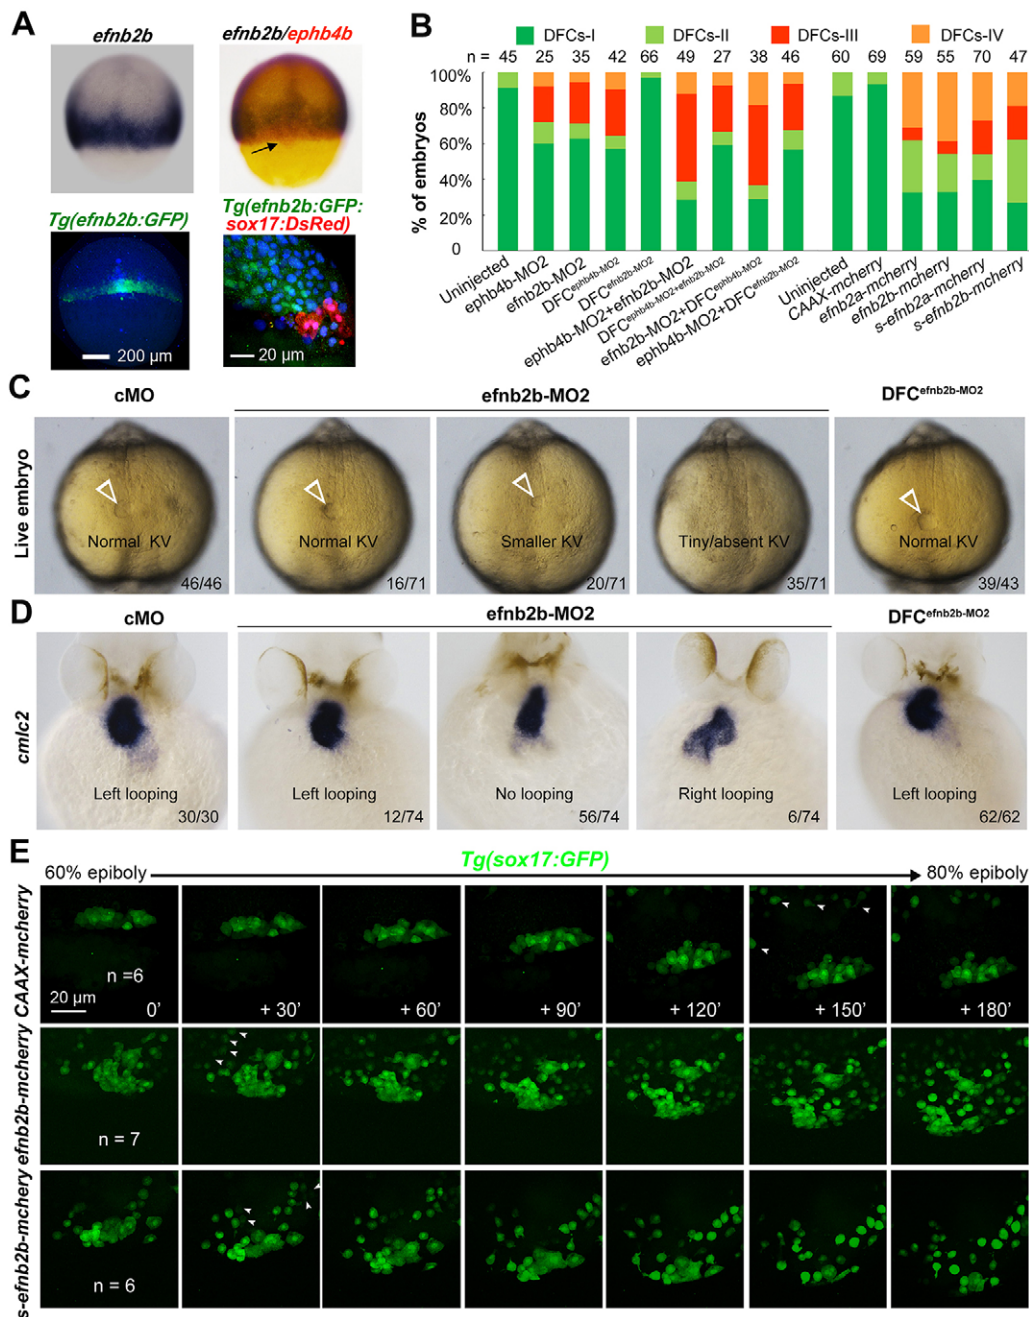 A
efnb2b
efnb2b/ephb4b
Tg(efnb2b:GFP)
200 µm
Tg(efnb2b:GFP:
sox17:DsRed)
20 µm
B
DFCs-I DFCs-II DFCs-III DFCs-IV
n = 45 25 35 42 66 49 27 38 46 60 69 59 55 70 47
100%
80%
60%
40%
20%
0
% of embryos
Uninjected
ephb4b-MO2
efnb2b-MO2
DFCephb4b-MO2
DFCefnb2b-MO2
ephb4b-MO2+efnb2b-MO2
DFCephb4b-MO2+efnb2b-MO2
efnb2b-MO2+DFCephb4b-MO2
ephb4b-MO2+DFCefnb2b-MO2
Uninjected
CAAX-mcherry
efnb2a-mcherry
efnb2b-mcherry
s-efnb2a-mcherry
s-efnb2b-mcherry
C
cMO
efnb2b-MO2
DFCefnb2b-MO2
Live embryo
Normal KV
46/46
Normal KV
16/71
Smaller KV
20/71
Tiny/absent KV
35/71
Normal KV
39/43
D
cMO
efnb2b-MO2
DFCefnb2b-MO2
cmlc2
Left looping
30/30
Left looping
12/74
No looping
56/74
Right looping
6/74
Left looping
62/62
E
Tg(sox17:GFP)
60% epiboly
80% epiboly
CAAX-mcherry
n =6
20 µm
0'
+ 30'
+ 60'
+ 90'
+ 120'
+ 150'
+ 180'
efnb2b-mcherry
n = 7
s-efnb2b-mchery
n = 6